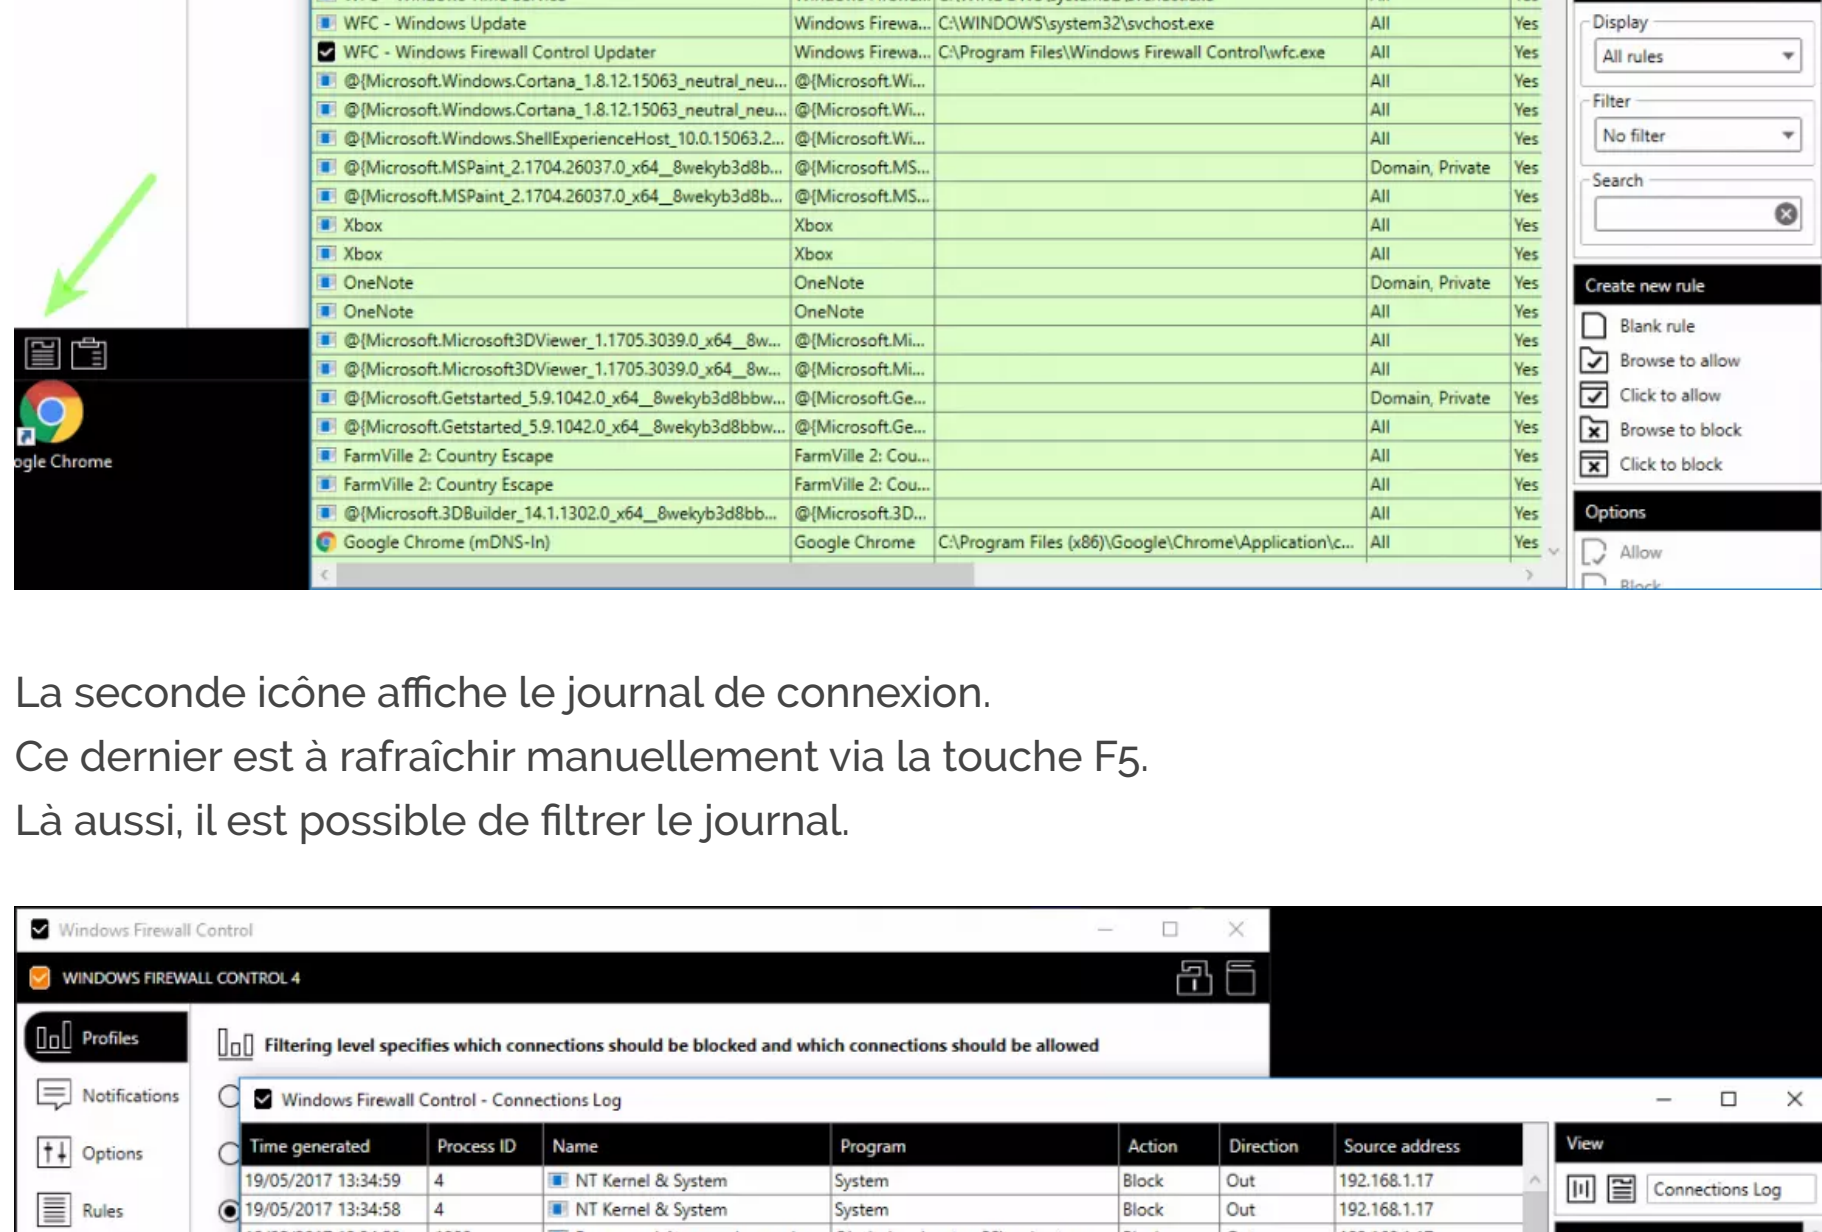 WFC - Windows Update Windows Firewa... C:\WINDOWS\system32\svchost.exe All Yes
WFC - Windows Firewall Control Updater Windows Firewa... C:\Program Files\Windows Firewall Control\wfc.exe All Yes
@{Microsoft.Windows.Cortana_1.8.12.15063_neutral_neu... @{Microsoft.Wi... All Yes
@{Microsoft.Windows.Cortana_1.8.12.15063_neutral_neu... @{Microsoft.Wi... All Yes
@{Microsoft.Windows.ShellExperienceHost_10.0.15063.2... @{Microsoft.Wi... All Yes
@{Microsoft.MSPaint_2.1704.26037.0_x64__8wekyb3d8b... @{Microsoft.MS... Domain, Private Yes
@{Microsoft.MSPaint_2.1704.26037.0_x64__8wekyb3d8b... @{Microsoft.MS... All Yes
Xbox Xbox All Yes
Xbox Xbox All Yes
OneNote OneNote Domain, Private Yes
OneNote OneNote All Yes
@{Microsoft.Microsoft3DViewer_1.1705.3039.0_x64__8w... @{Microsoft.Mi... All Yes
@{Microsoft.Microsoft3DViewer_1.1705.3039.0_x64__8w... @{Microsoft.Mi... All Yes
@{Microsoft.Getstarted_5.9.1042.0_x64__8wekyb3d8bbw... @{Microsoft.Ge... Domain, Private Yes
@{Microsoft.Getstarted_5.9.1042.0_x64__8wekyb3d8bbw... @{Microsoft.Ge... All Yes
FarmVille 2: Country Escape FarmVille 2: Cou... All Yes
FarmVille 2: Country Escape FarmVille 2: Cou... All Yes
@{Microsoft.3DBuilder_14.1.1302.0_x64__8wekyb3d8bb... @{Microsoft.3D... All Yes
Google Chrome (mDNS-In) Google Chrome C:\Program Files (x86)\Google\Chrome\Application\c... All Yes
ogle Chrome
Display
All rules
Filter
No filter
Search
Create new rule
Blank rule
Browse to allow
Click to allow
Browse to block
Click to block
Options
Allow
Block
La seconde icône affiche le journal de connexion.
Ce dernier est à rafraîchir manuellement via la touche F5.
Là aussi, il est possible de filtrer le journal.
Windows Firewall Control
WINDOWS FIREWALL CONTROL 4
Profiles
Notifications
Options
Rules
Filtering level specifies which connections should be blocked and which connections should be allowed
Windows Firewall Control - Connections Log
Time generated Process ID Name Program Action Direction Source address
19/05/2017 13:34:59 4 NT Kernel & System System Block Out 192.168.1.17
19/05/2017 13:34:58 4 NT Kernel & System System Block Out 192.168.1.17
View
Connections Log